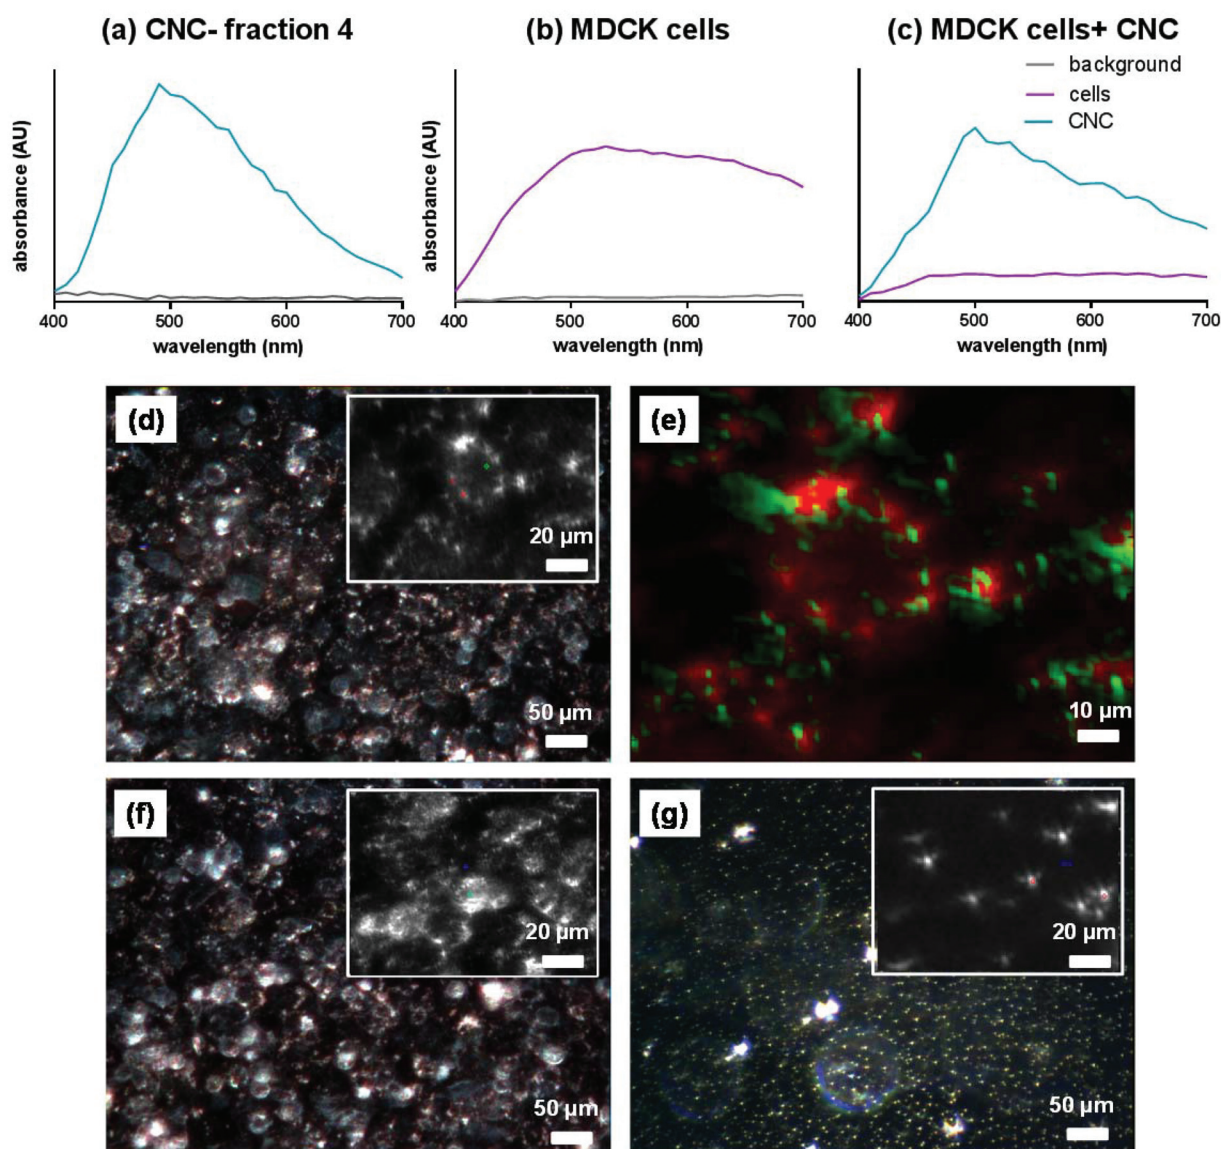 (a) CNC- fraction 4
(b) MDCK cells
(c) MDCK cells+ CNC
background
cells
CNC
absorbance (AU)
absorbance (AU)
400 500 600 700
400 500 600 700
400 500 600 700
wavelength (nm)
wavelength (nm)
wavelength (nm)
(d)
20 µm
50 µm
(e)
10 µm
(f)
20 µm
50 µm
(g)
20 µm
50 µm